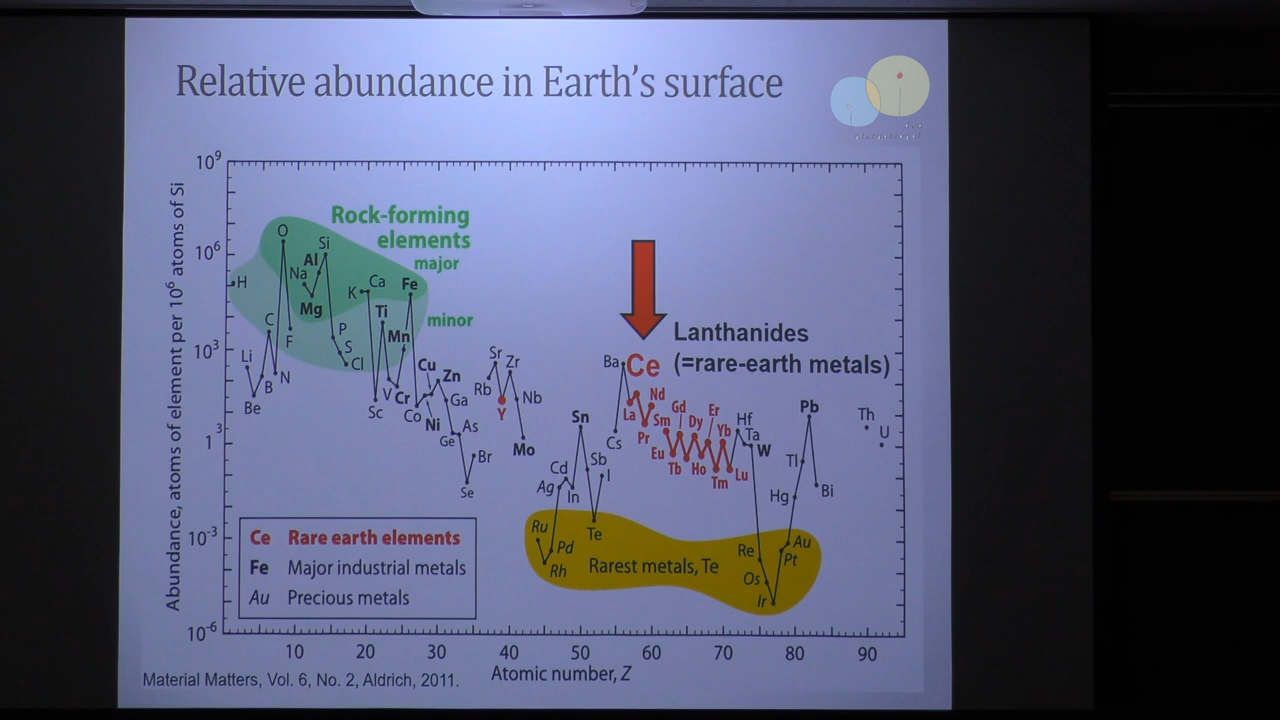 Relative abundance in Earth's surface
Abundance, atoms of element per 10⁶ atoms of Si
10⁹
10⁶
10³
1
10⁻³
10⁻⁶
Rock-forming
elements
major
minor
H
Li
Be
B
C
N
O
F
Na
Mg
Al
Si
P
S
Cl
K
Ca
Sc
Ti
V
Cr
Mn
Fe
Co
Ni
Cu
Zn
Ga
Ge
As
Se
Br
Rb
Sr
Y
Zr
Nb
Mo
Ru
Rh
Pd
Ag
Cd
In
Sn
Sb
Te
I
Cs
Ba
Lanthanides
Ce (=rare-earth metals)
La
Pr
Nd
Sm
Eu
Gd
Tb
Dy
Ho
Er
Tm
Yb
Lu
Hf
Ta
W
Re
Os
Ir
Pt
Au
Hg
Tl
Pb
Bi
Th
U
Rarest metals, Te
Ce Rare earth elements
Fe Major industrial metals
Au Precious metals
10 20 30 40 50 60 70 80 90
Atomic number, Z
Material Matters, Vol. 6, No. 2, Aldrich, 2011.